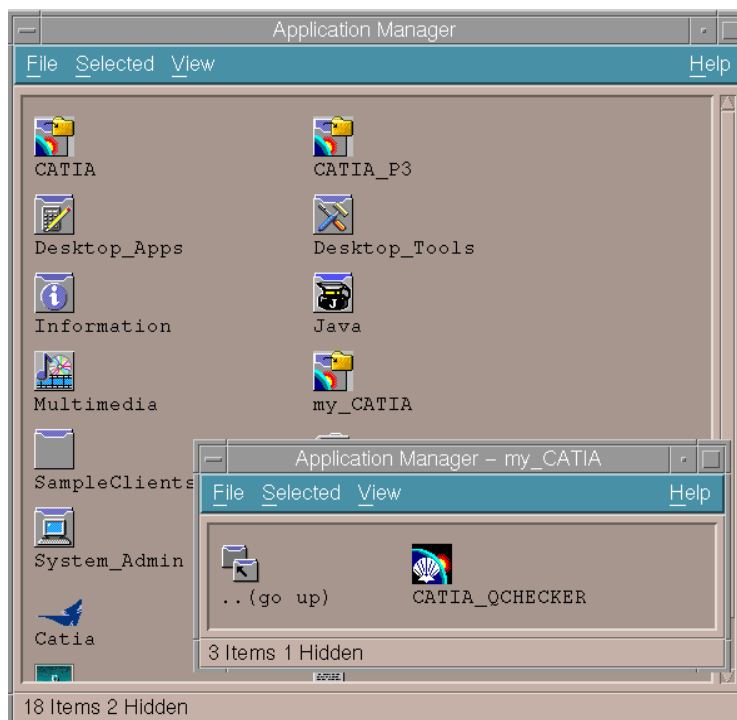 Application Manager
File Selected View Help
CATIA CATIA_P3
Desktop_Apps Desktop_Tools
Information Java
Multimedia my_CATIA
SampleClients
System_Admin
Catia
18 Items 2 Hidden
Application Manager – my_CATIA
File Selected View Help
..(go up) CATIA_QCHECKER
3 Items 1 Hidden